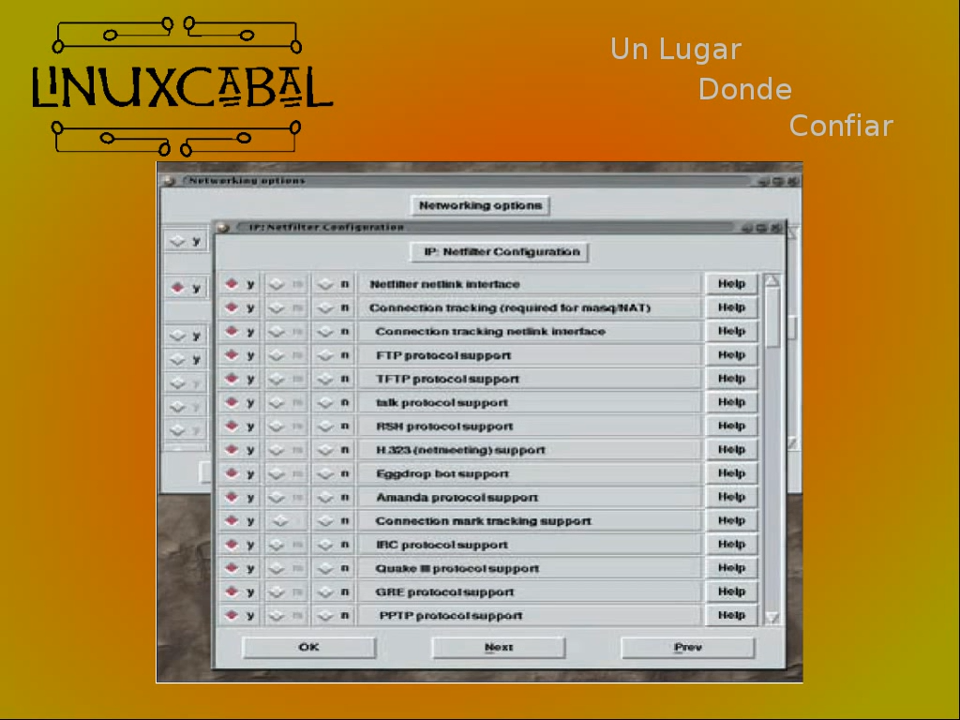 LINUXCABAL
Un Lugar
Donde
Confiar
Networking options
Networking options
IP: Netfilter Configuration
IP: Netfilter Configuration
y
y
y
y
y
y
y
y m n Netfilter netlink interface Help
y m n Connection tracking (required for masq/NAT) Help
y m n Connection tracking netlink interface Help
y m n FTP protocol support Help
y m n TFTP protocol support Help
y m n talk protocol support Help
y m n RSH protocol support Help
y m n H.323 (netmeeting) support Help
y m n Eggdrop bot support Help
y m n Amanda protocol support Help
y n Connection mark tracking support Help
y m n IRC protocol support Help
y m n Quake III protocol support Help
y m n GRE protocol support Help
y m n PPTP protocol support Help
OK Next Prev